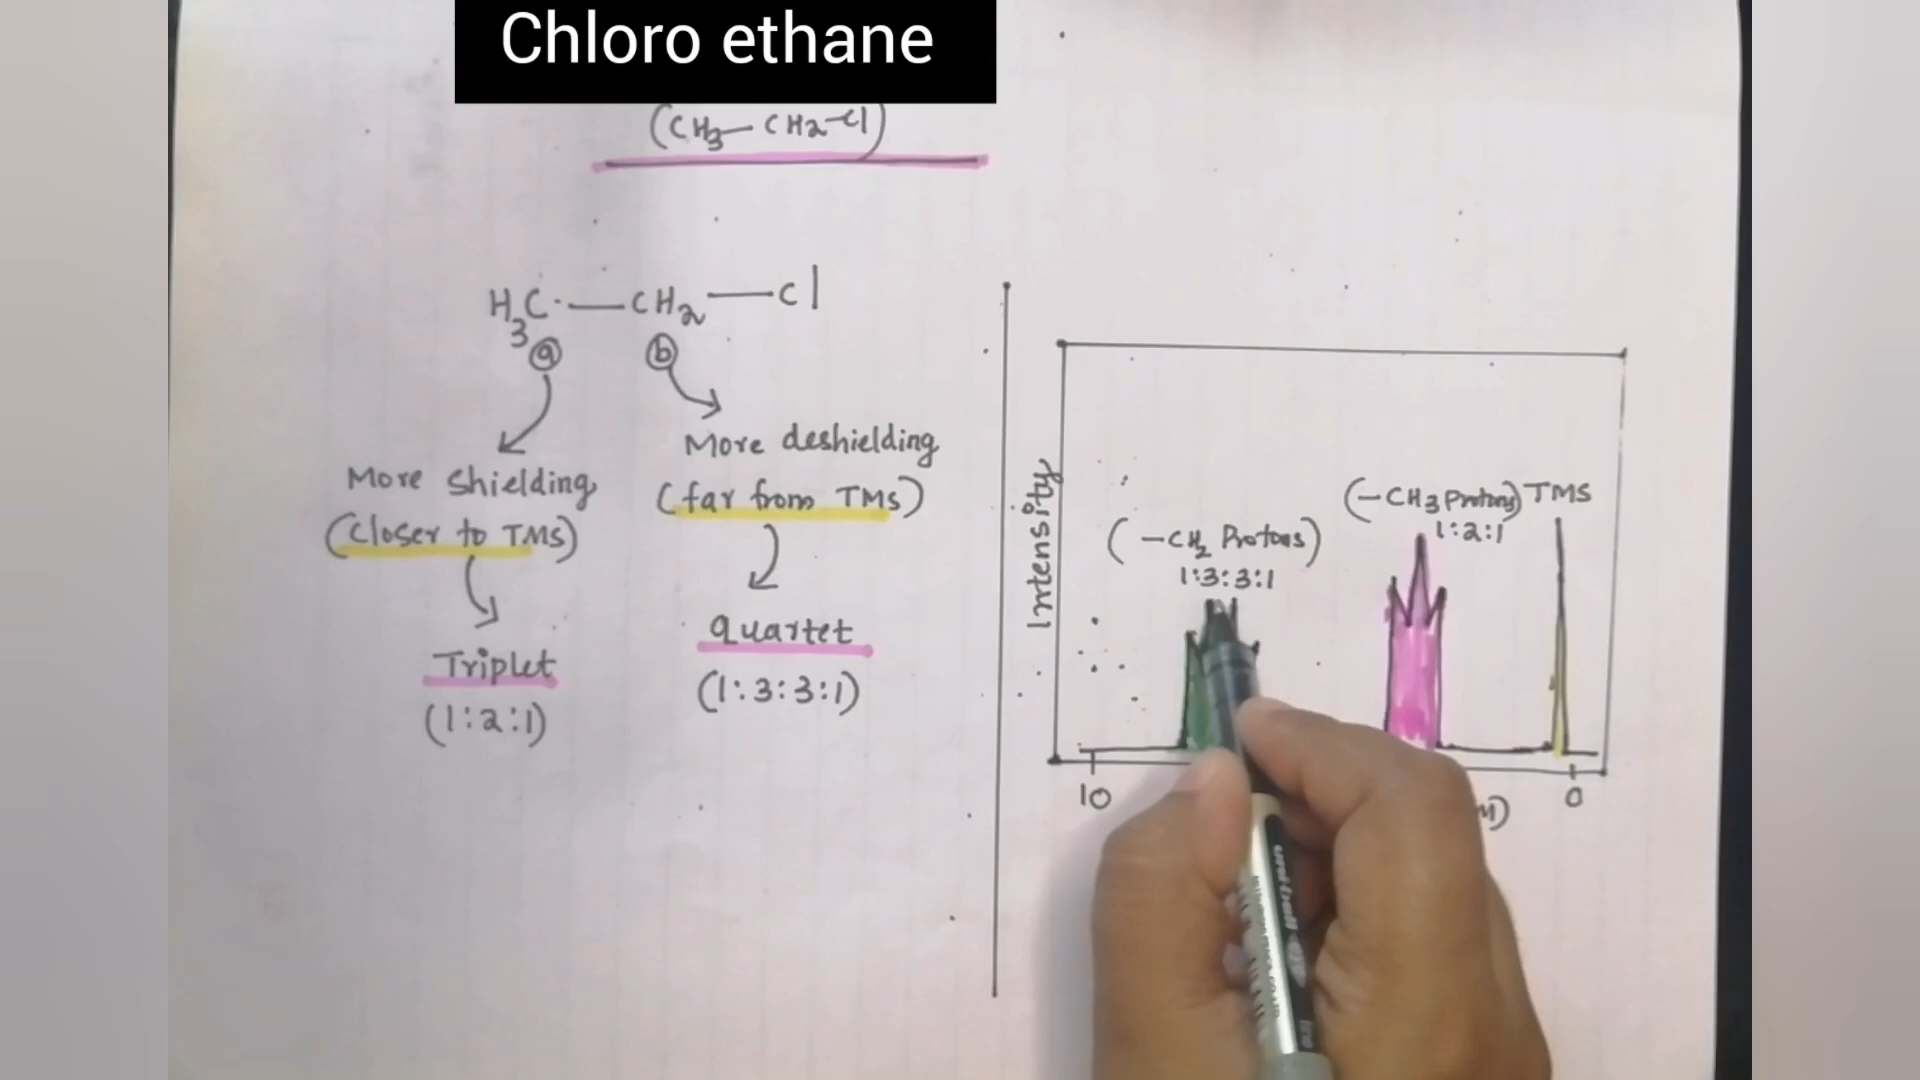 Chloro ethane
(CH3—CH2-Cl)
H3C—CH2—Cl
a b
More shielding
(Closer to TMS)
Triplet
(1:2:1)
More deshielding
(far from TMS)
quartet
(1:3:3:1)
Intensity
(-CH2 Protons)
1:3:3:1
(-CH3 Protons)
1:2:1
TMS
10 0
M)
uniball